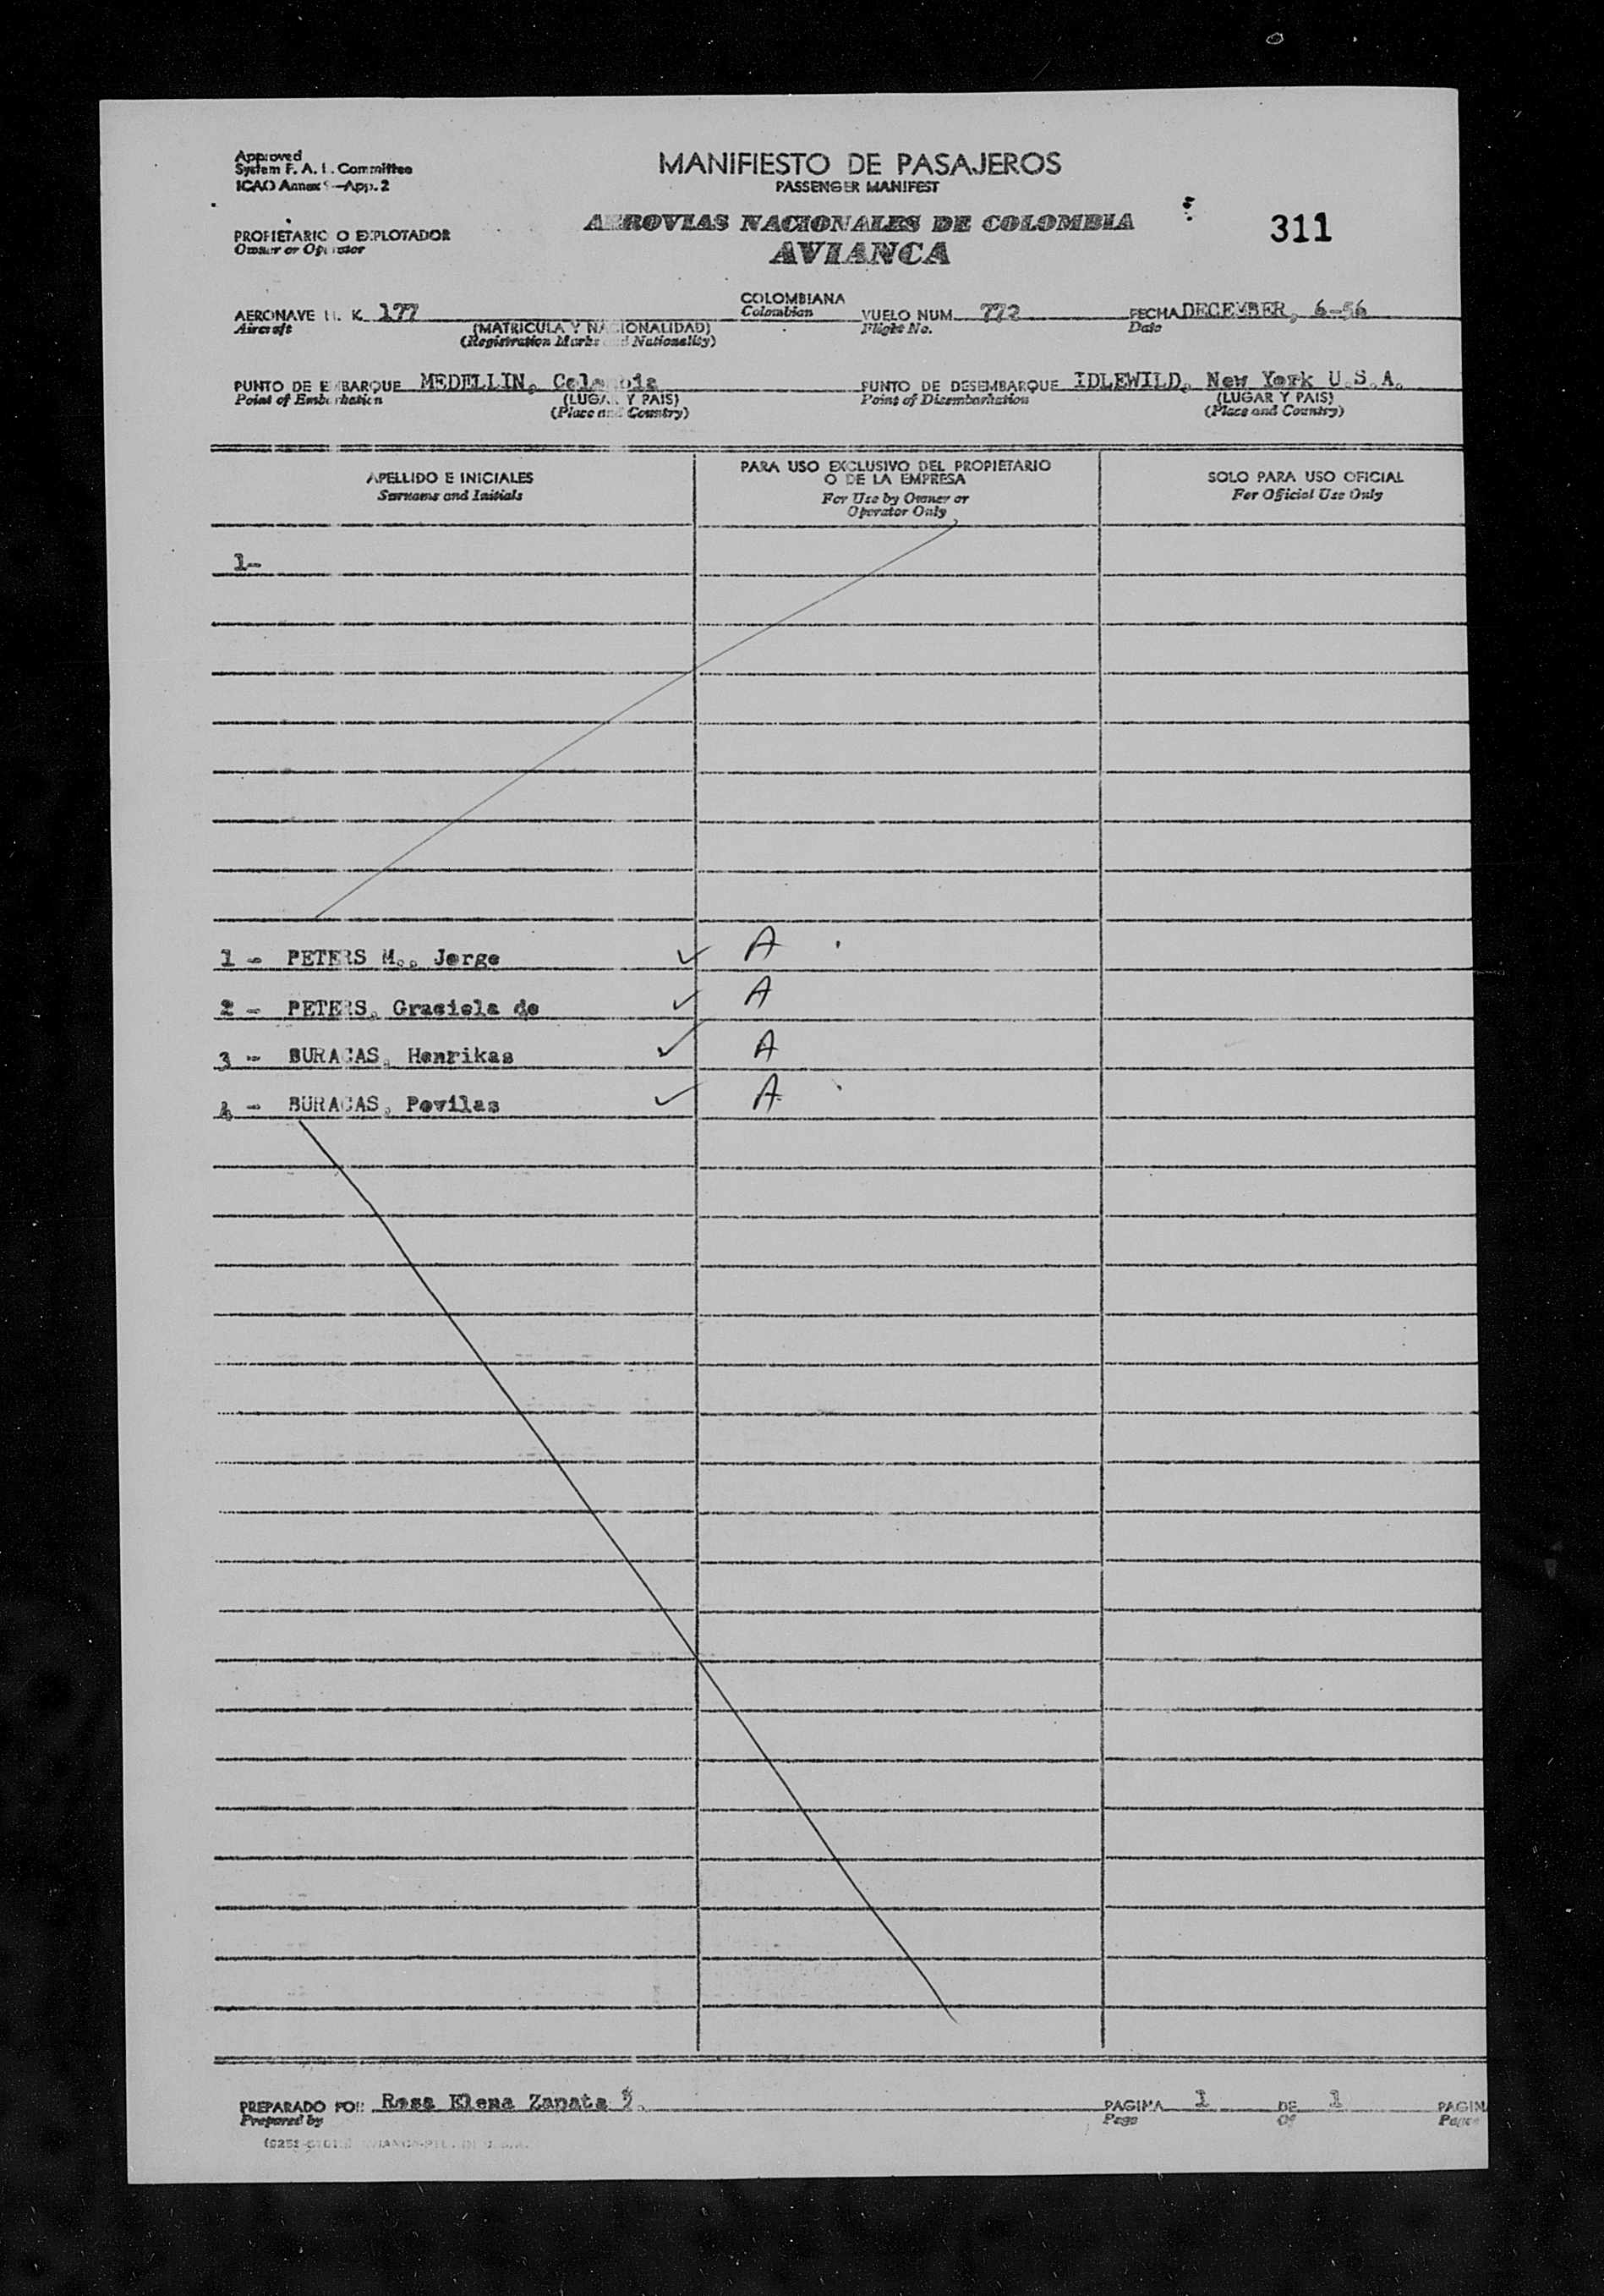 Approved
System F. A. L. Committee
ICAO Annex 9—App. 2
MANIFIESTO DE PASAJEROS
PASSENGER MANIFEST
AEROVIAS NACIONALES DE COLOMBIA
AVIANCA
311
PROPIETARIO O EXPLOTADOR
Owner or Operator
AERONAVE H. K. 177
Aircraft
(MATRICULA Y NACIONALIDAD)
(Registration Marks and Nationality)
COLOMBIANA
Colombian
VUELO NUM. 772
Flight No.
FECHA DECEMBER, 6-56
Date
PUNTO DE EMBARQUE MEDELLIN, Colombia
Point of Embarkation
(LUGAR Y PAIS)
(Place and Country)
PUNTO DE DESEMBARQUE IDLEWILD, New York U.S.A.
Point of Disembarkation
(LUGAR Y PAIS)
(Place and Country)
APELLIDO E INICIALES
Surname and Initials
PARA USO EXCLUSIVO DEL PROPIETARIO
O DE LA EMPRESA
For Use by Owner or
Operator Only
SOLO PARA USO OFICIAL
For Official Use Only
1-
1 - PETERS M., Jorge A
2 - PETERS, Graciela de A
3 - BURACAS, Henrikas A
4 - BURACAS, Povilas A
PREPARADO POR Rosa Elena Zapata
Prepared by
PAGINA 1 DE 1 PAGIN
Page Of